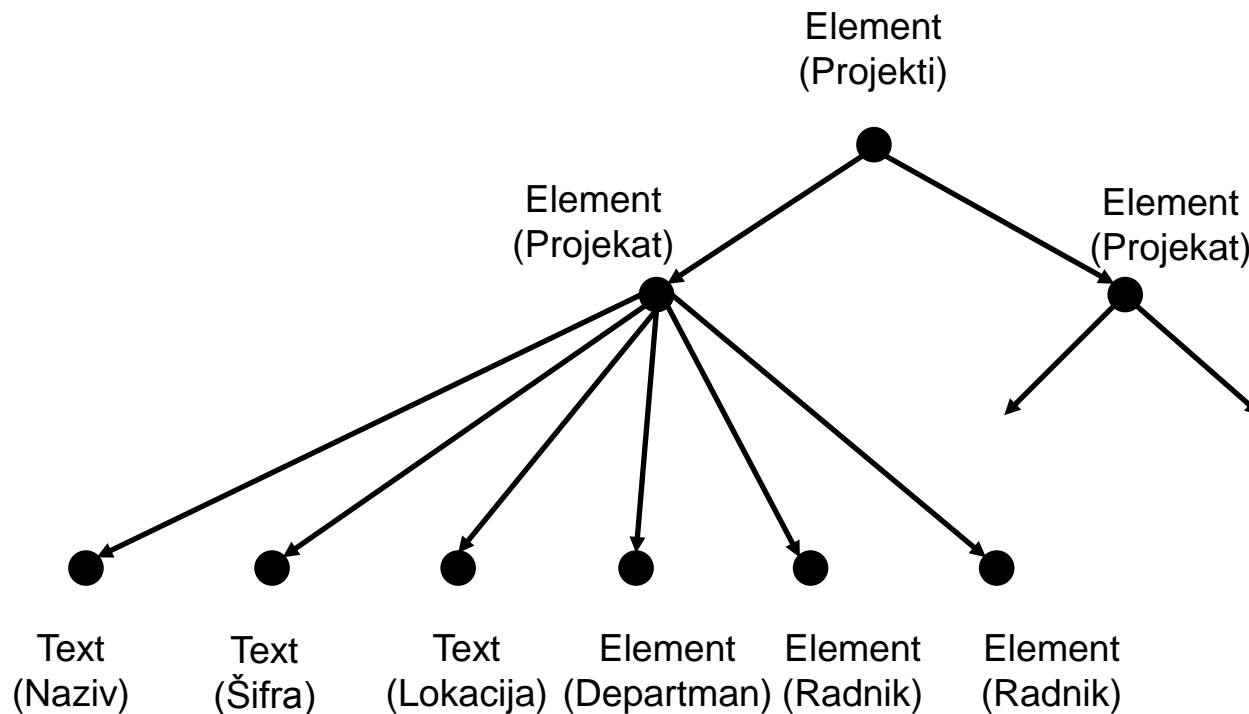 Element
(Projekti)
Element
(Projekat)
Element
(Projekat)
Text
(Naziv)
Text
(Šifra)
Text
(Lokacija)
Element
(Departman)
Element
(Radnik)
Element
(Radnik)